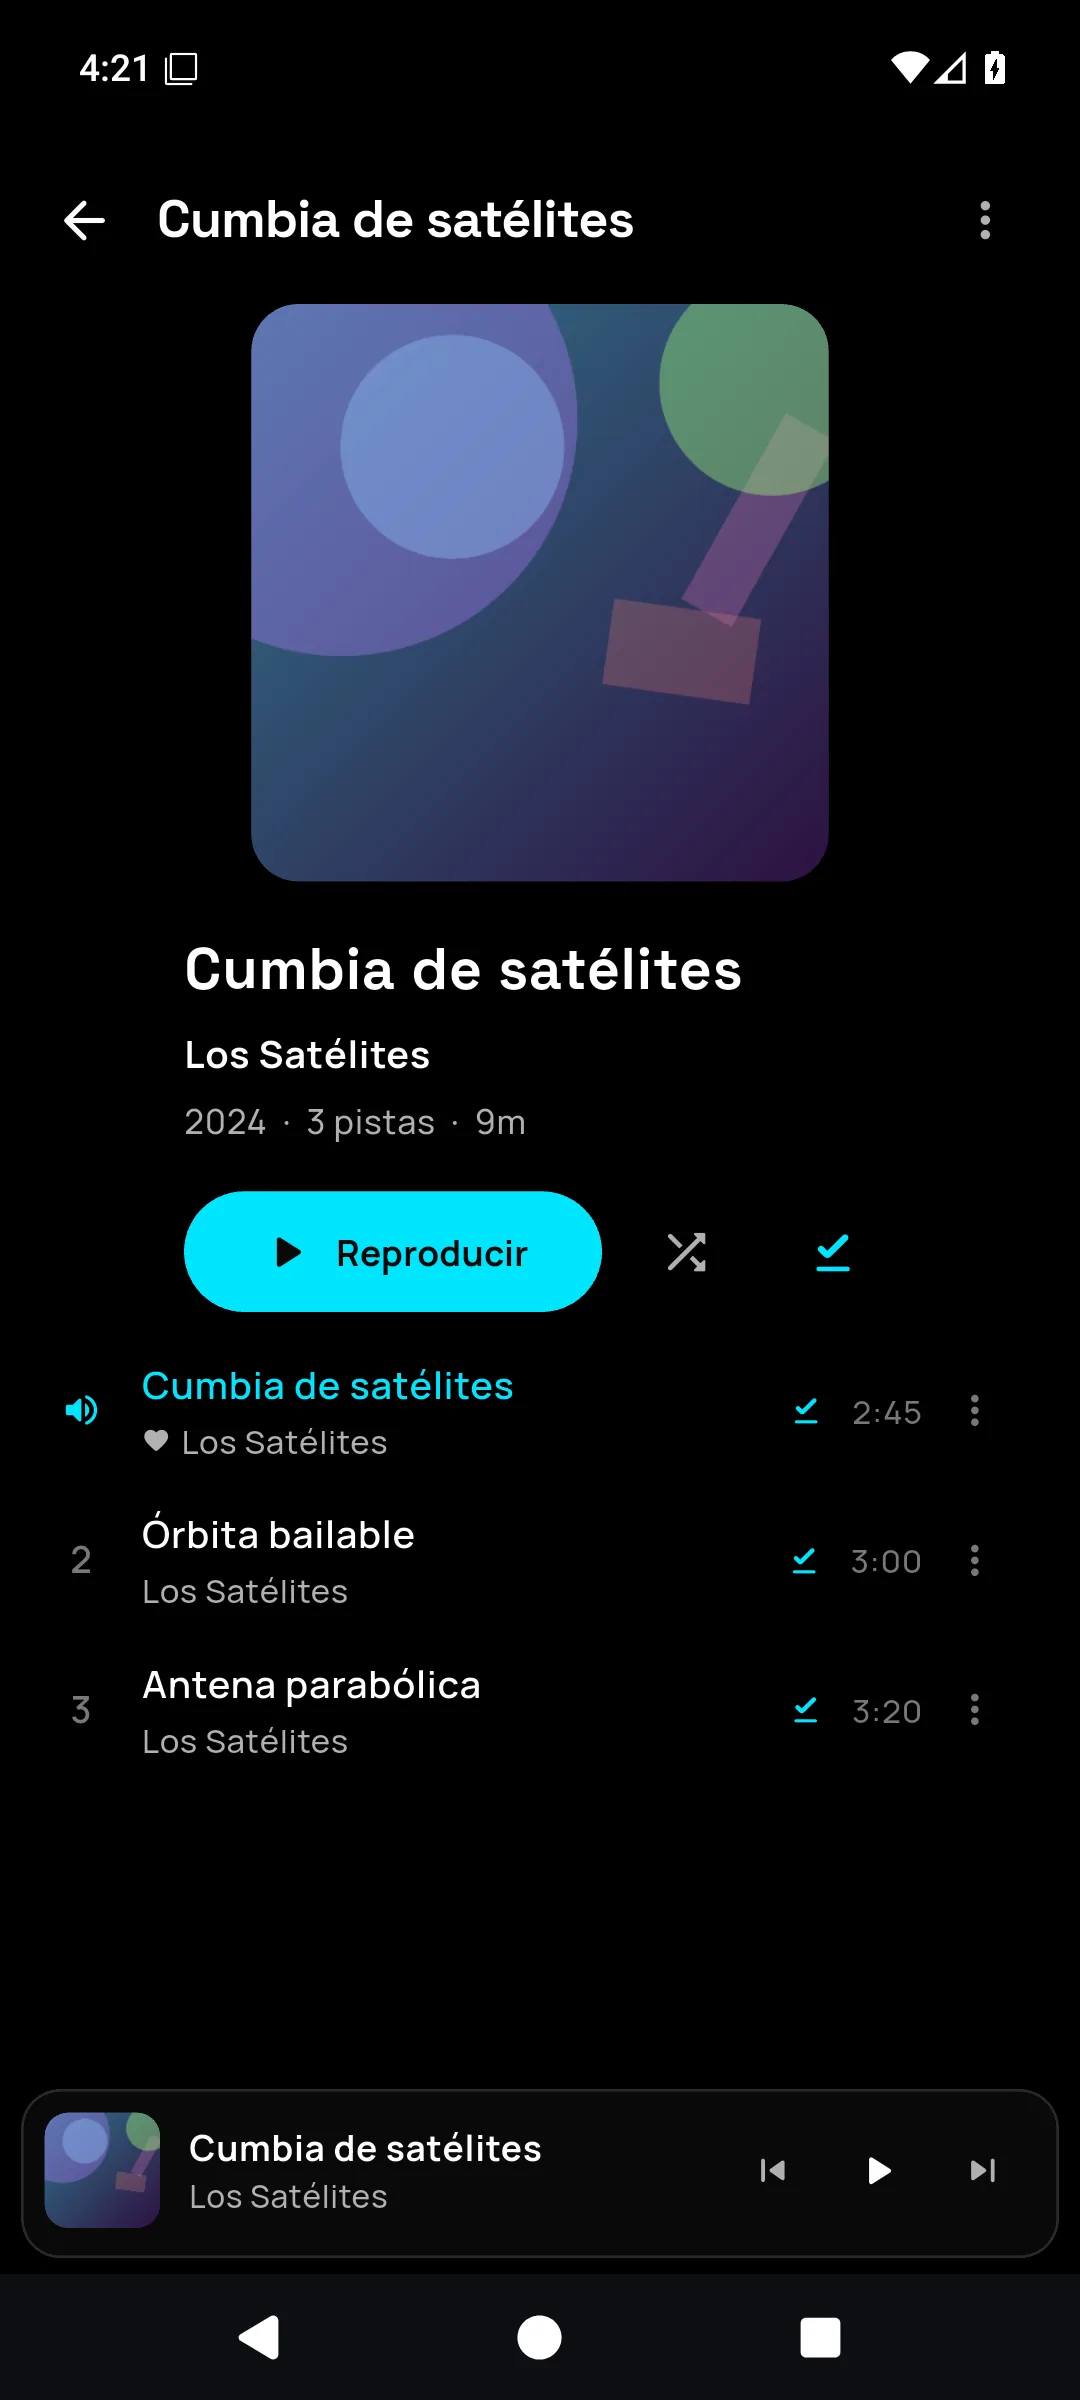 4:21
Cumbia de satélites
Cumbia de satélites
Los Satélites
2024 · 3 pistas · 9m
Reproducir
Cumbia de satélites
Los Satélites
2:45
2
Órbita bailable
Los Satélites
3:00
3
Antena parabólica
Los Satélites
3:20
Cumbia de satélites
Los Satélites